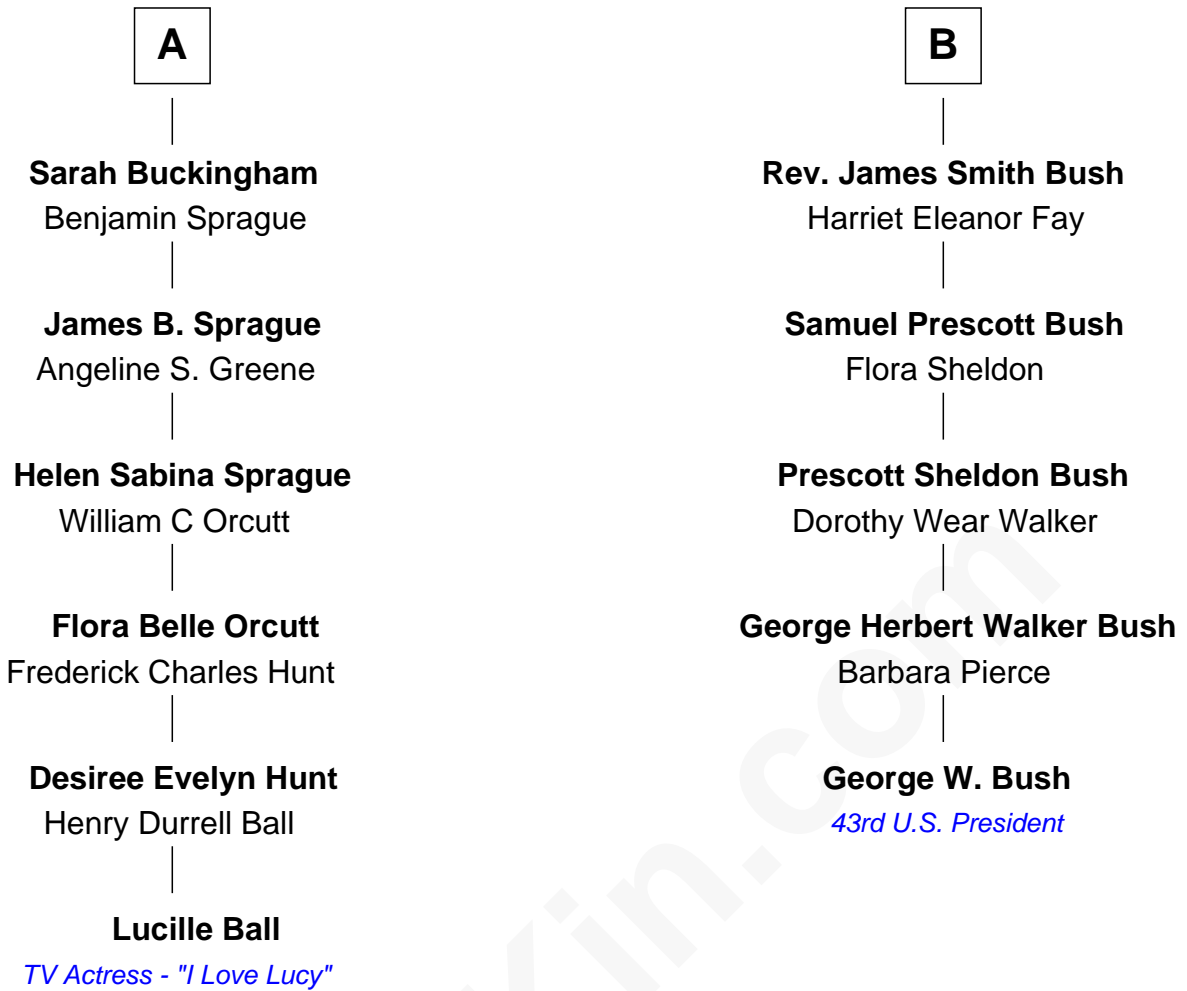 A
Sarah Buckingham
Benjamin Sprague
James B. Sprague
Angeline S. Greene
Helen Sabina Sprague
William C Orcutt
Flora Belle Orcutt
Frederick Charles Hunt
Desiree Evelyn Hunt
Henry Durrell Ball
Lucille Ball
TV Actress - "I Love Lucy"
B
Rev. James Smith Bush
Harriet Eleanor Fay
Samuel Prescott Bush
Flora Sheldon
Prescott Sheldon Bush
Dorothy Wear Walker
George Herbert Walker Bush
Barbara Pierce
George W. Bush
43rd U.S. President
Kin.com